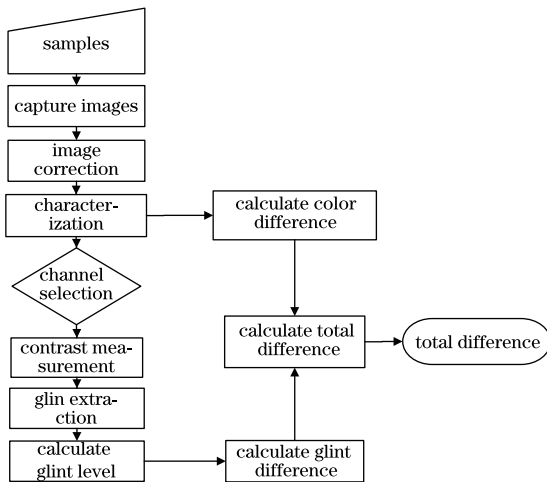 samples
capture images
image
correction
character-
ization
calculate color
difference
channel
selection
calculate total
difference
total difference
contrast mea-
surement
glin extra-
ction
calculate
glint level
calculate glint
difference